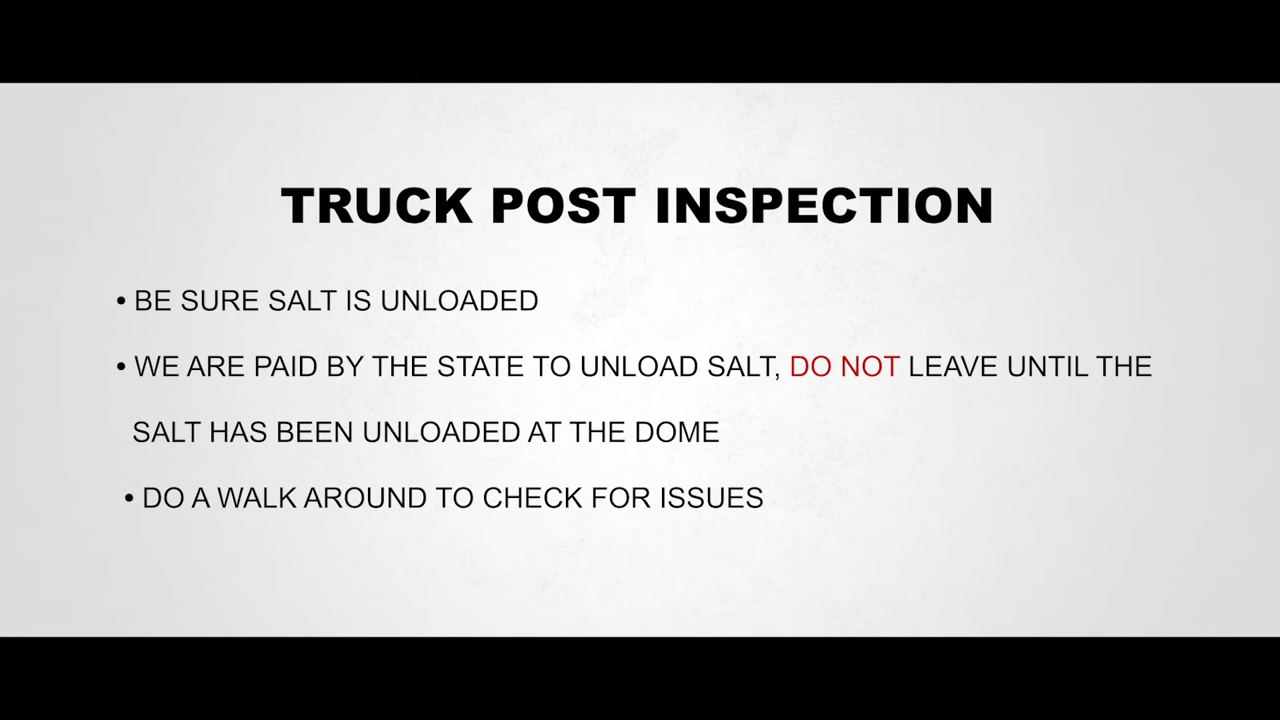 TRUCK POST INSPECTION
• BE SURE SALT IS UNLOADED
• WE ARE PAID BY THE STATE TO UNLOAD SALT, DO NOT LEAVE UNTIL THE
SALT HAS BEEN UNLOADED AT THE DOME
• DO A WALK AROUND TO CHECK FOR ISSUES